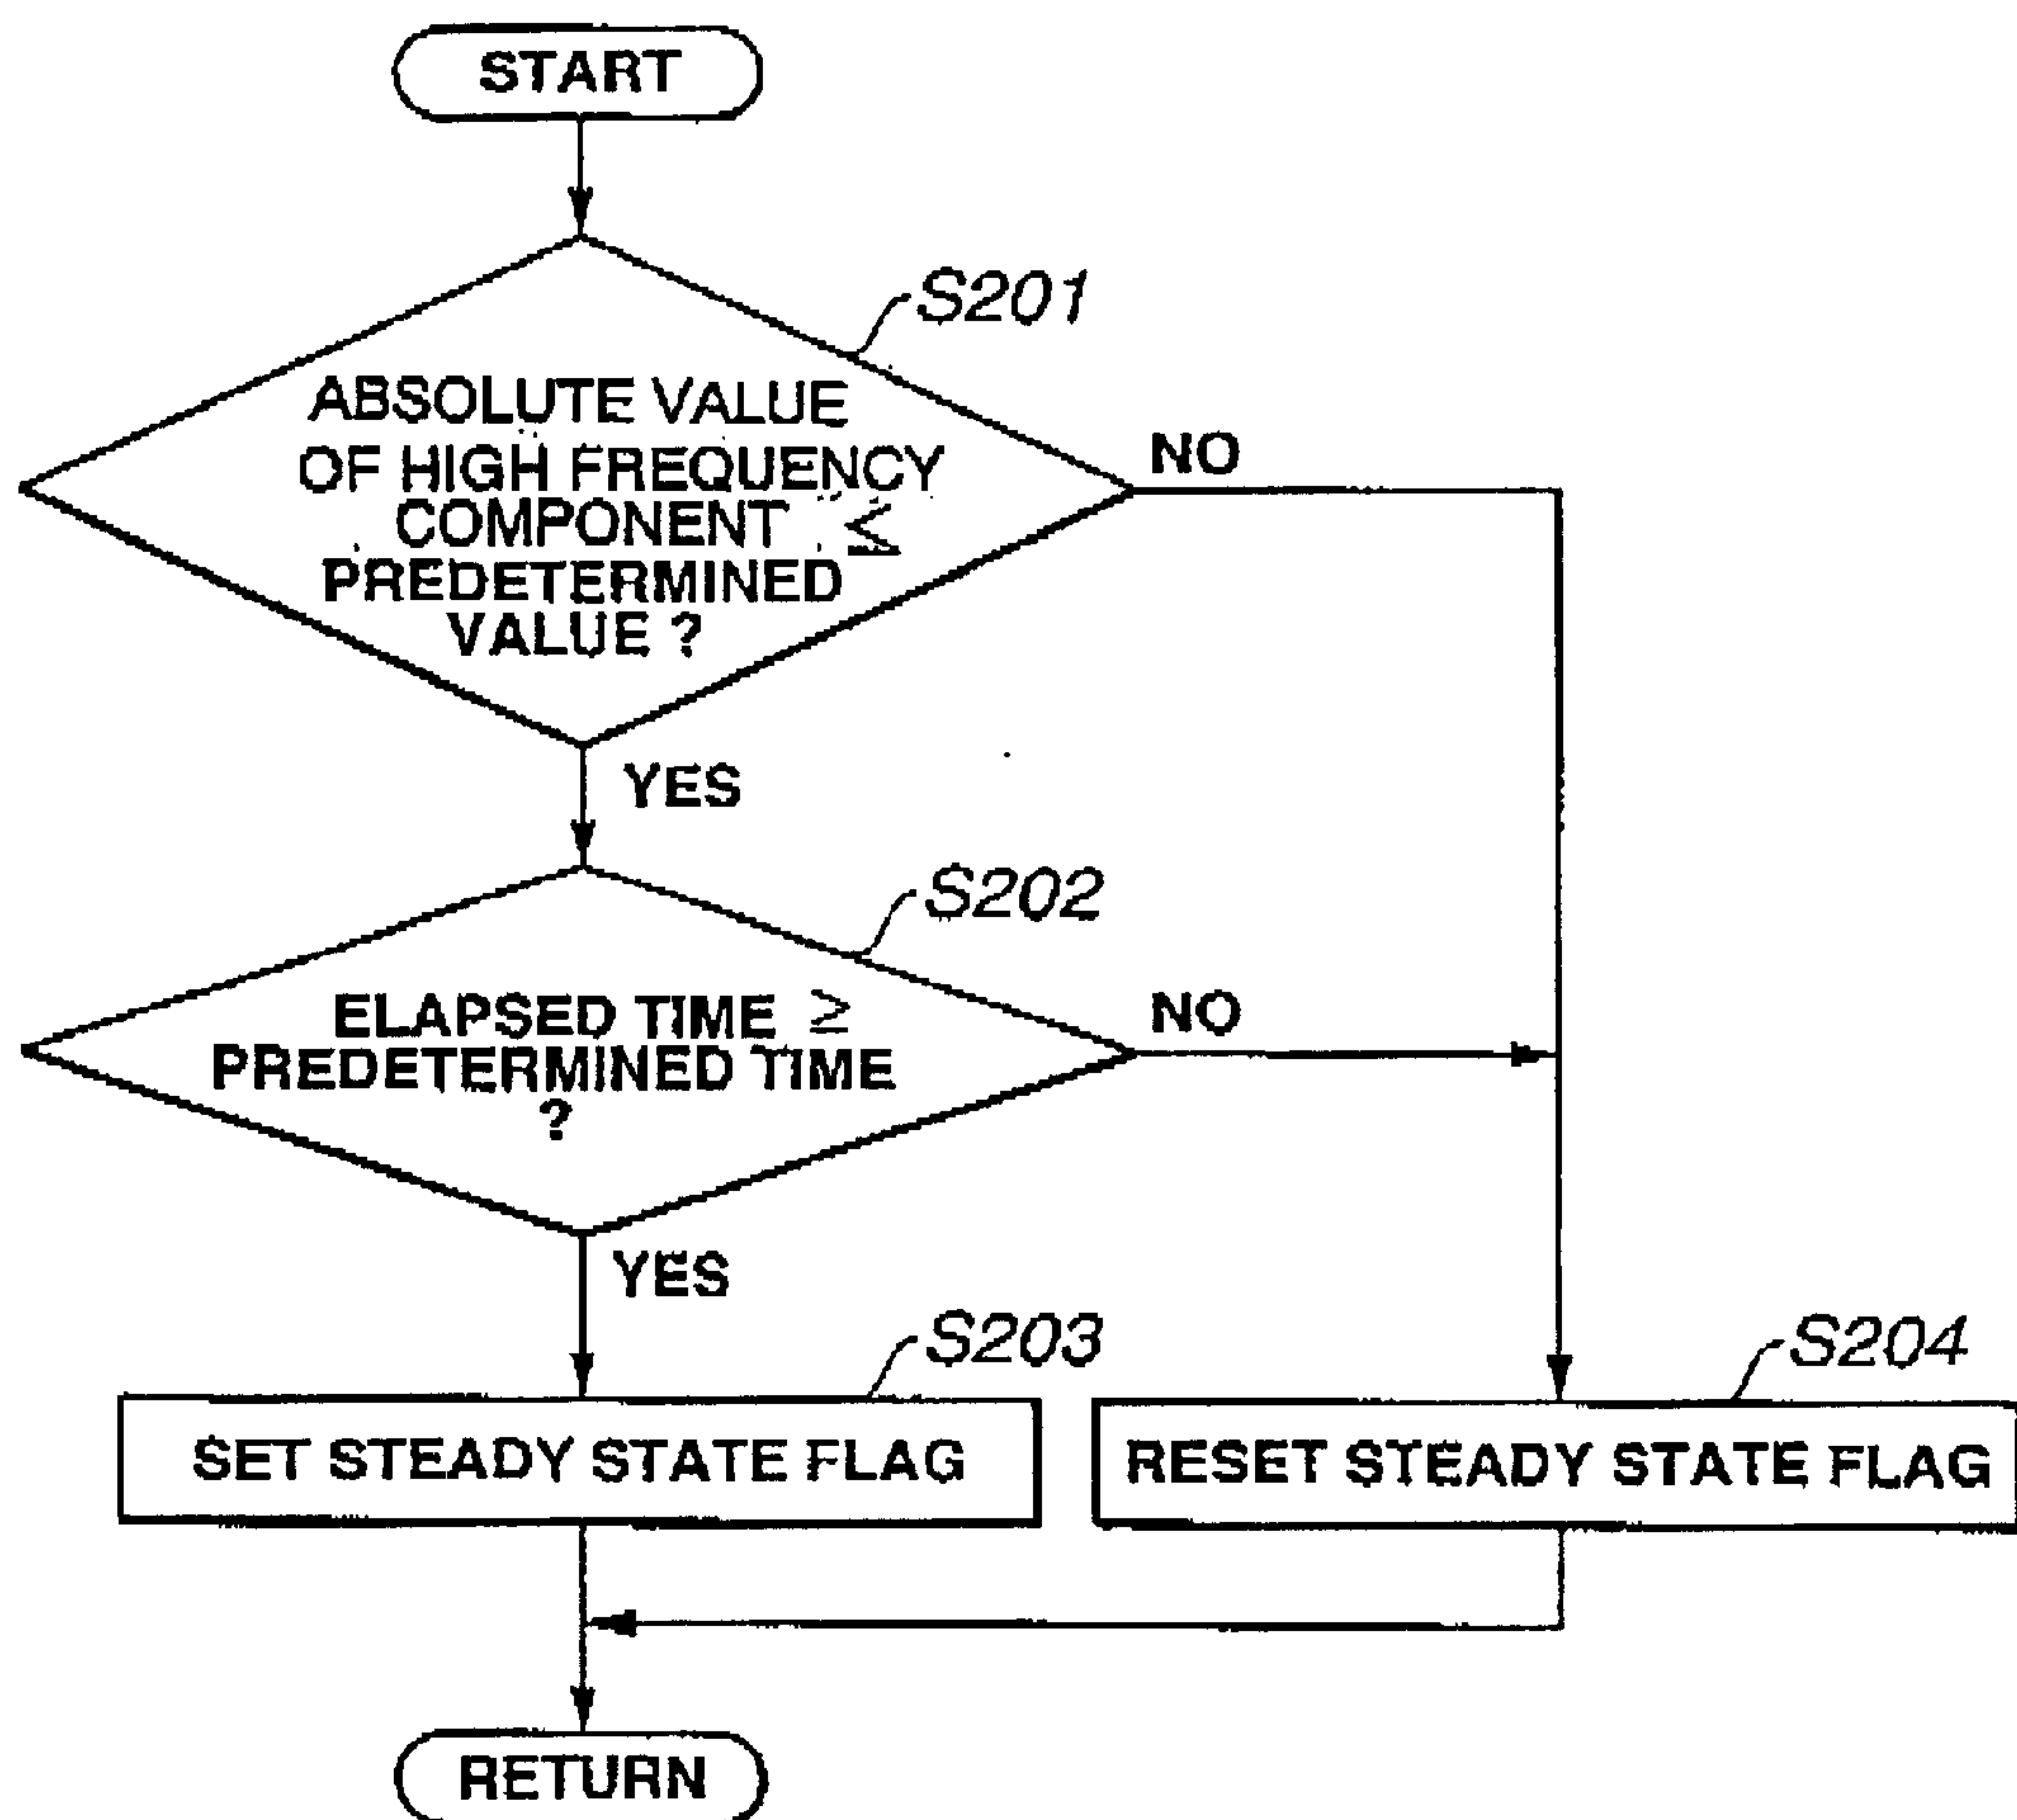 START
S201
ABSOLUTE VALUE
OF HIGH FREQUENCY
COMPONENT ≤
PREDETERMINED
VALUE ?
NO
YES
S202
ELAPSED TIME ≥
PREDETERMINED TIME
?
NO
YES
S203
SET STEADY STATE FLAG
S204
RESET STEADY STATE FLAG
RETURN